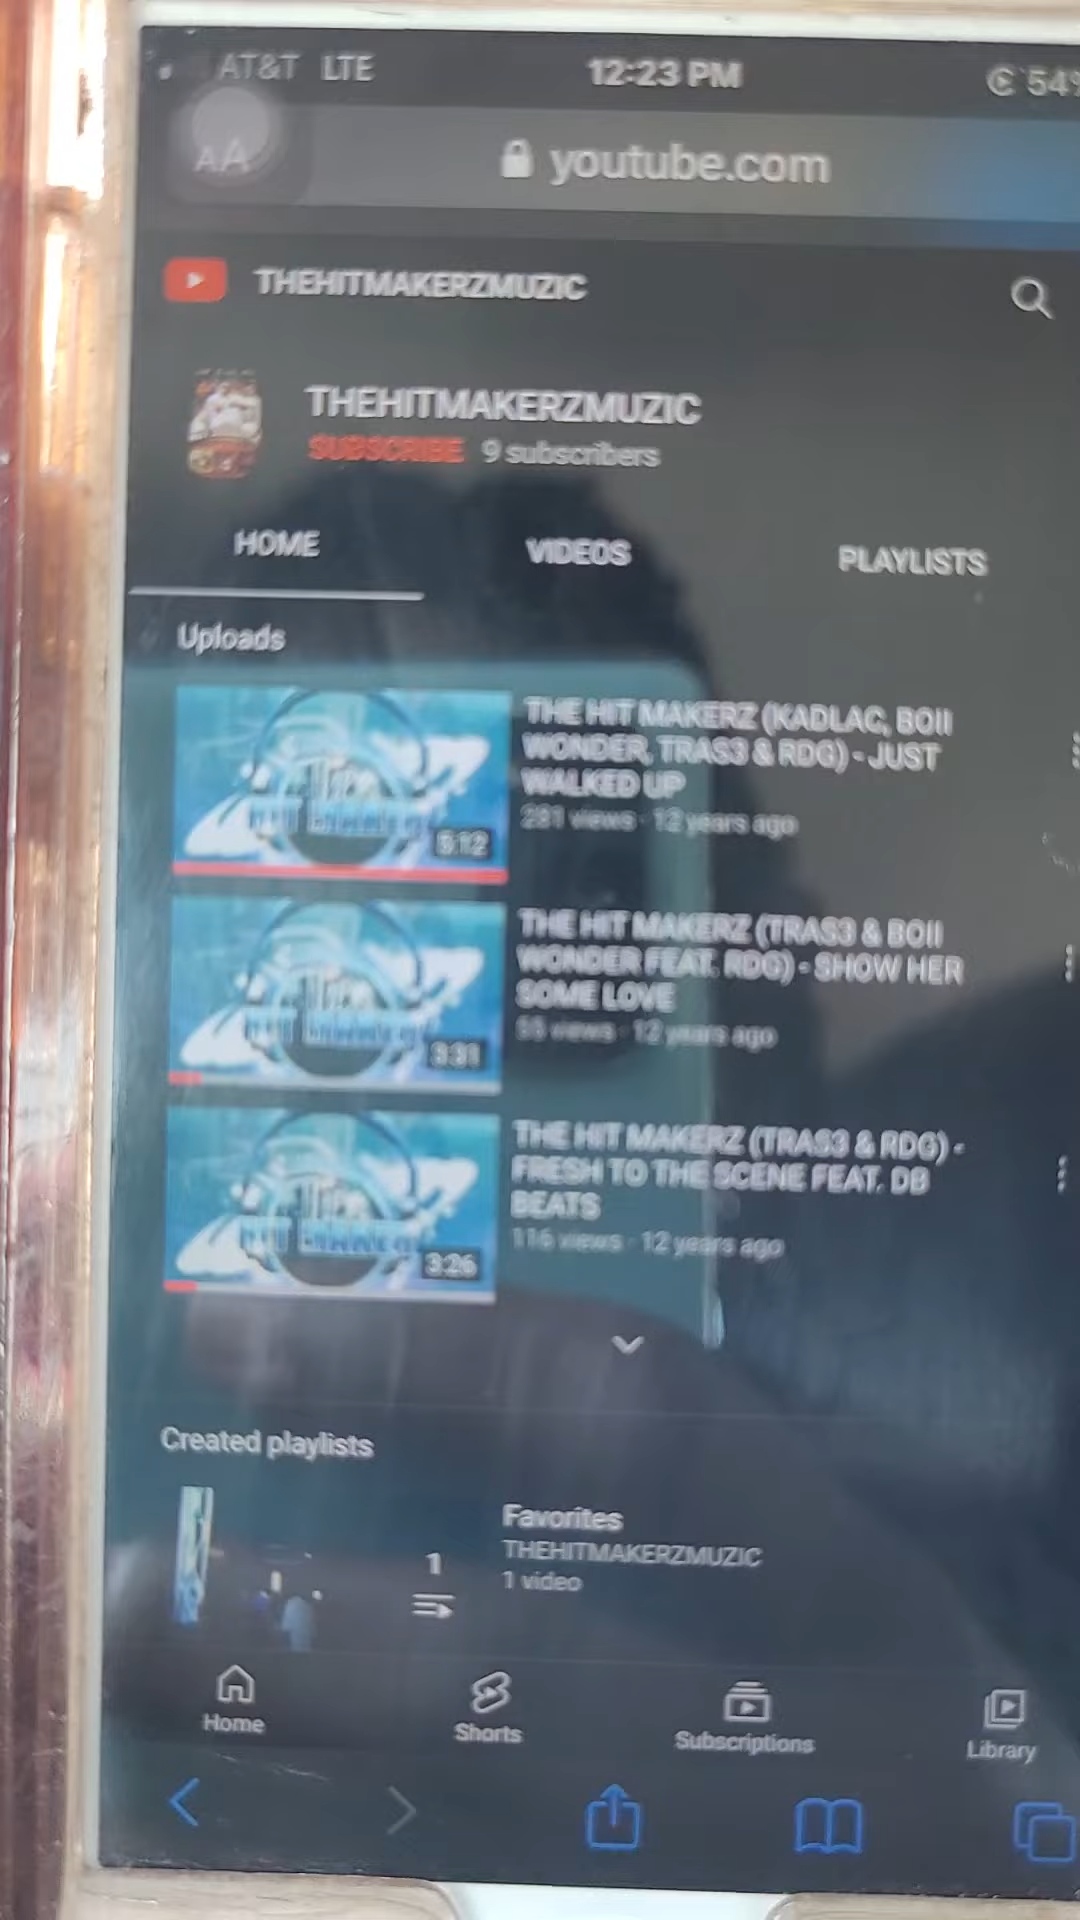 AT&T LTE 12:23 PM 54%
AA youtube.com
THEHITMAKERZMUZIC
THEHITMAKERZMUZIC
SUBSCRIBE 9 subscribers
HOME VIDEOS PLAYLISTS
Uploads
THE HIT MAKERZ (KADLAC, BOII
WONDER, TRAS3 & RDG) - JUST
WALKED UP
281 views · 12 years ago
5:12
THE HIT MAKERZ (TRAS3 & BOII
WONDER FEAT. RDG) - SHOW HER
SOME LOVE
views · 12 years ago
3:31
THE HIT MAKERZ (TRAS3 & RDG) -
FRESH TO THE SCENE FEAT. DB
BEATS
116 views · 12 years ago
3:26
Created playlists
1
Favorites
THEHITMAKERZMUZIC
1 video
Home Shorts Subscriptions Library